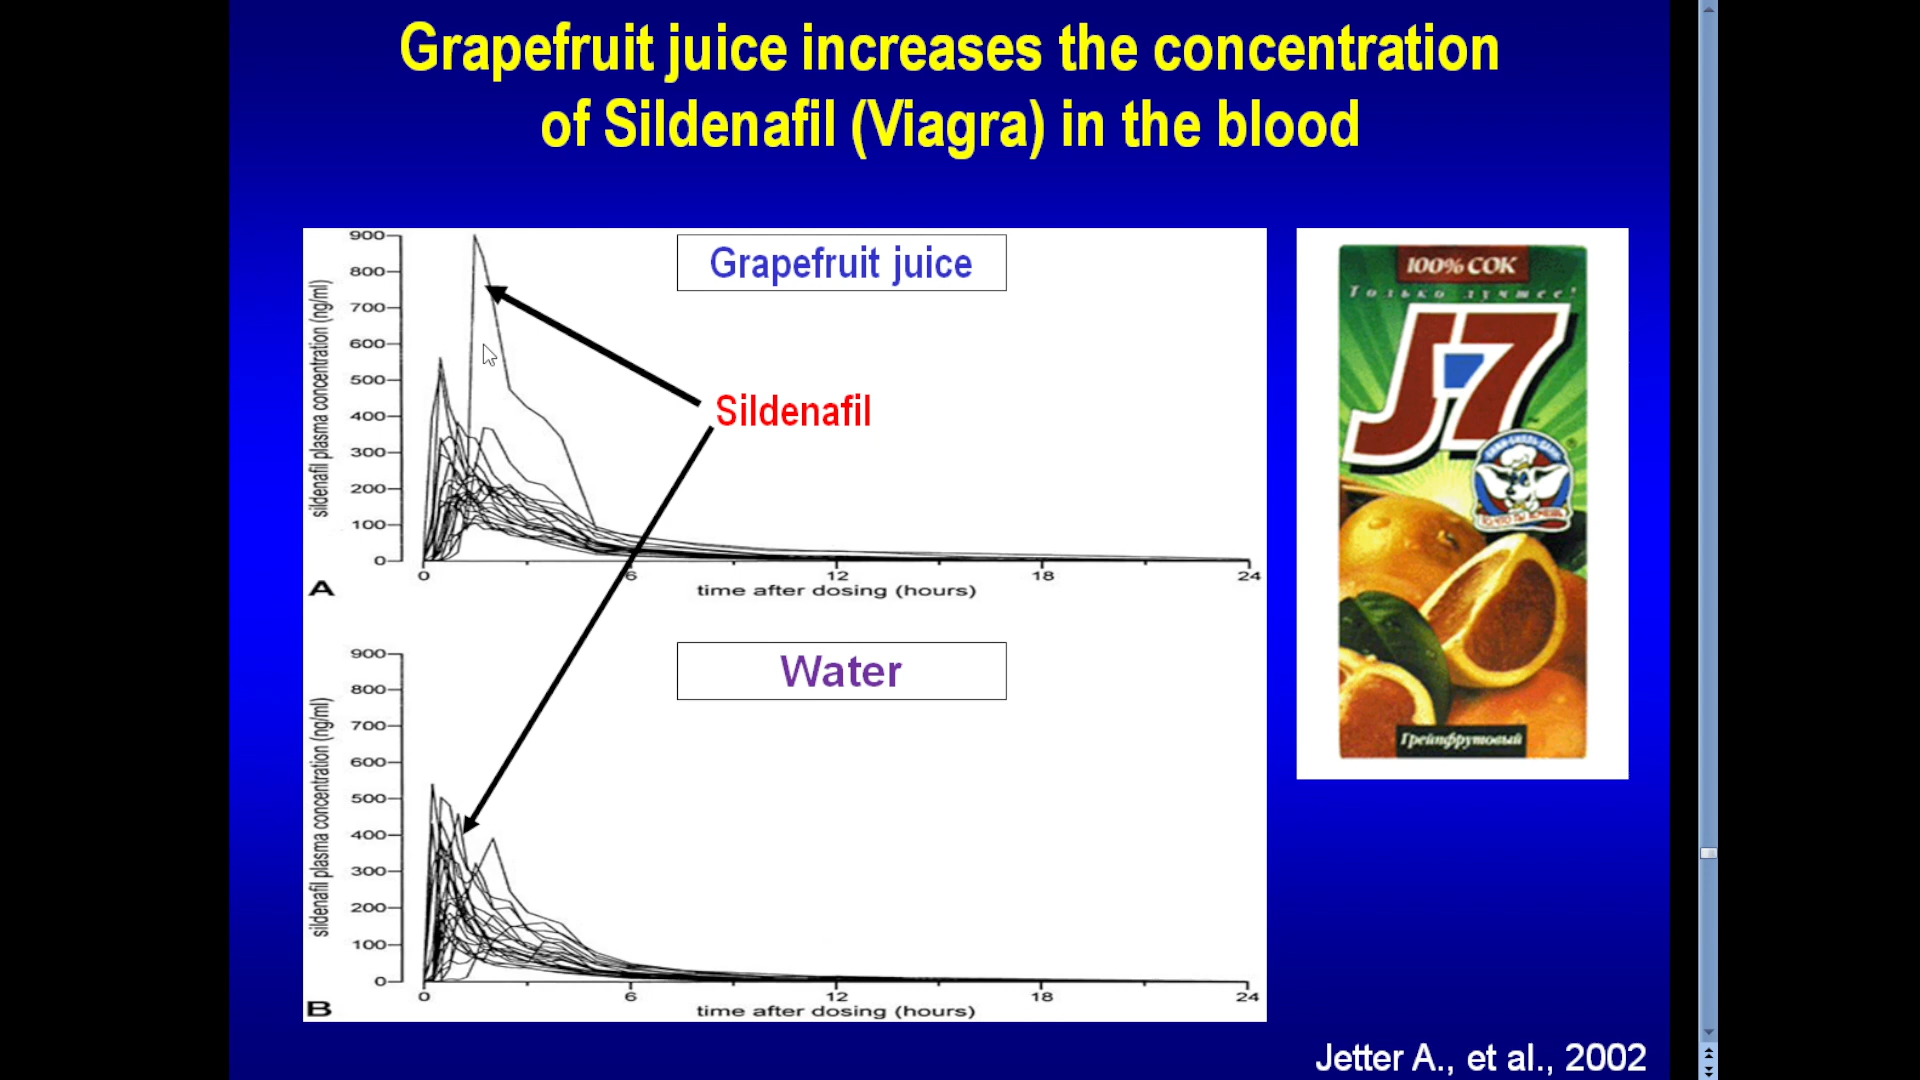 Grapefruit juice increases the concentration
of Sildenafil (Viagra) in the blood
Grapefruit juice
900
800
700
600
500
400
300
200
100
0
sildenafil plasma concentration (ng/ml)
Sildenafil
0 6 12 18 24
A
time after dosing (hours)
Water
900
800
700
600
500
400
300
200
100
0
sildenafil plasma concentration (ng/ml)
0 6 12 18 24
B
time after dosing (hours)
100% СОК
Только лучшее!
J7
Грейпфрутовый
Jetter A., et al., 2002